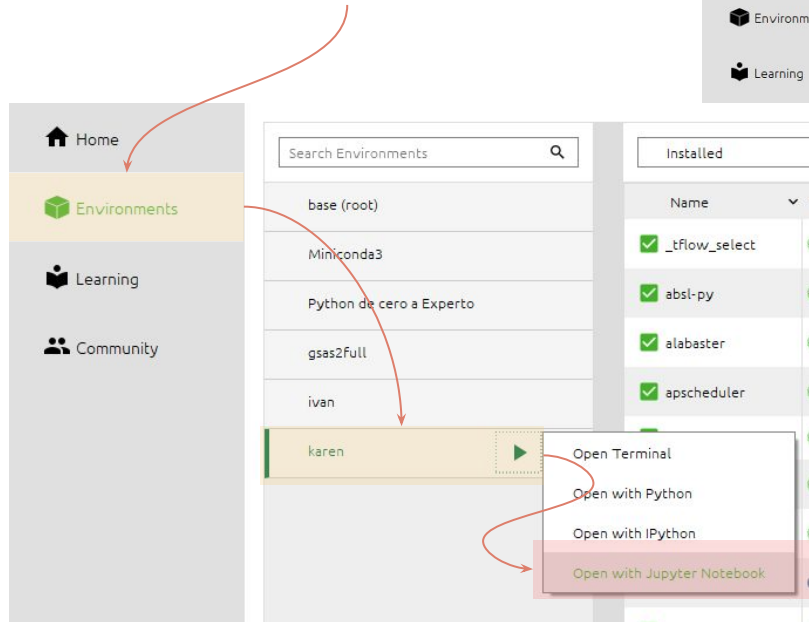 Environm
Learning
Home
Environments
Learning
Community
Search Environments
base (root)
Miniconda3
Python de cero a Experto
gsas2full
ivan
karen
Installed
Name
_tflow_select
absl-py
alabaster
apscheduler
Open Terminal
Open with Python
Open with IPython
Open with Jupyter Notebook